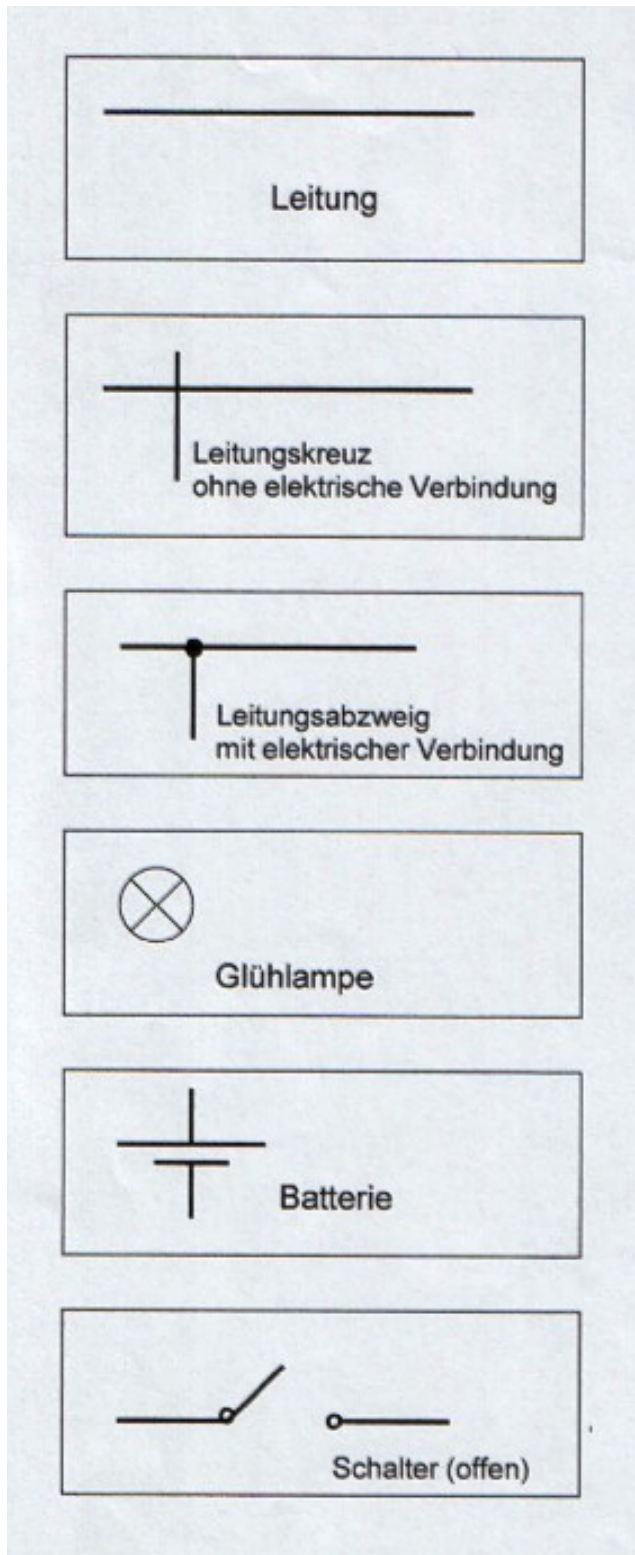 Leitung
Leitungskreuz
ohne elektrische Verbindung
Leitungsabzweig
mit elektrischer Verbindung
Glühlampe
Batterie
Schalter (offen)